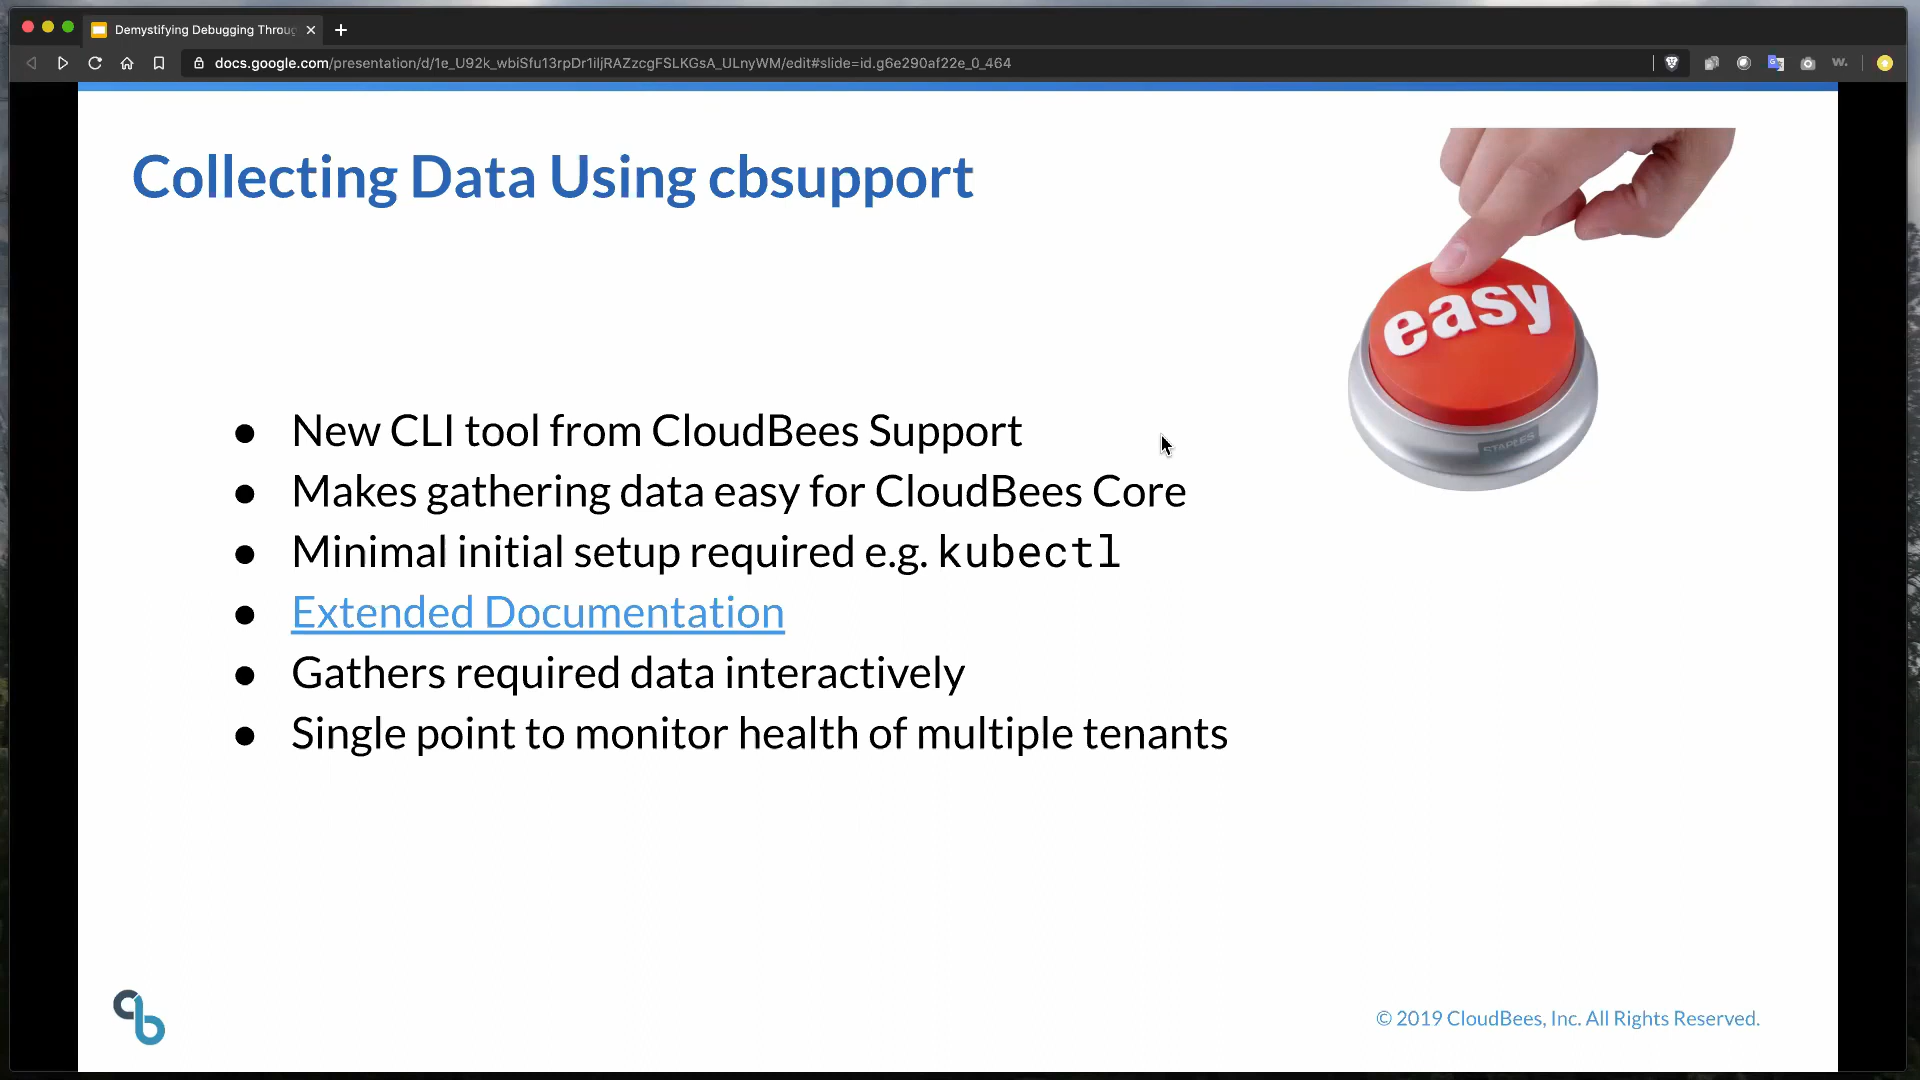 Demystifying Debugging Throu
docs.google.com/presentation/d/1e_U92k_wbiSfu13rpDr1iljRAZzcgFSLKGsA_ULnyWM/edit#slide=id.g6e290af22e_0_464
Collecting Data Using cbsupport
easy
STAPLES
● New CLI tool from CloudBees Support
● Makes gathering data easy for CloudBees Core
● Minimal initial setup required e.g. kubectl
● Extended Documentation
● Gathers required data interactively
● Single point to monitor health of multiple tenants
© 2019 CloudBees, Inc. All Rights Reserved.